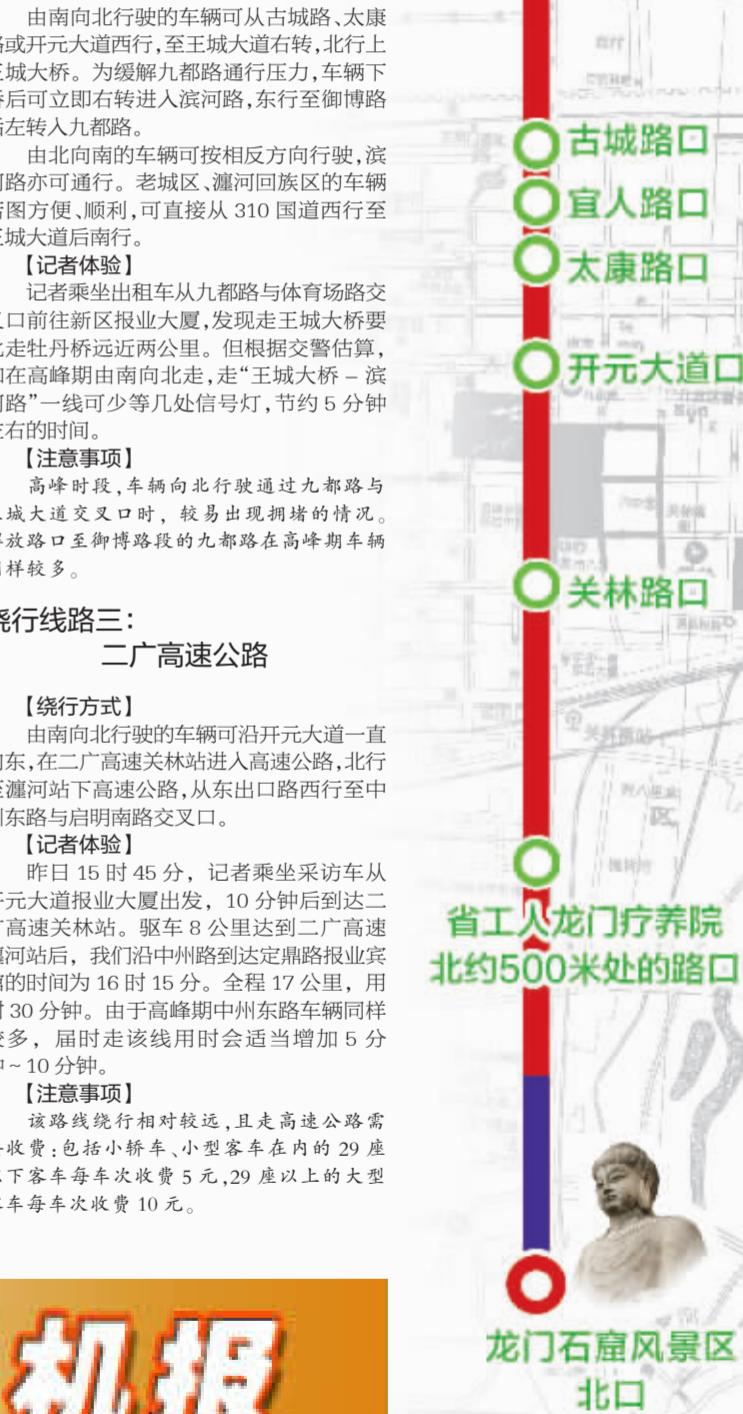 由南向北行驶的车辆可从古城路、太康
路或开元大道西行,至王城大道右转,北行上
王城大桥。为缓解九都路通行压力,车辆下
桥后可立即右转进入滨河路,东行至御博路
后左转入九都路。
由北向南的车辆可按相反方向行驶,滨
河路亦可通行。老城区、瀍河回族区的车辆
若图方便、顺利,可直接从 310 国道西行至
王城大道后南行。
【记者体验】
记者乘坐出租车从九都路与体育场路交
叉口前往新区报业大厦,发现走王城大桥要
比走牡丹桥远近两公里。但根据交警估算,
如在高峰期由南向北走,走“王城大桥 – 滨
河路”一线可少等几处信号灯,节约 5 分钟
左右的时间。
【注意事项】
高峰时段,车辆向北行驶通过九都路与
王城大道交叉口时，较易出现拥堵的情况。
解放路口至御博路段的九都路在高峰期车辆
同样较多。
绕行线路三:
二广高速公路
【绕行方式】
由南向北行驶的车辆可沿开元大道一直
向东,在二广高速关林站进入高速公路,北行
至瀍河站下高速公路,从东出口路西行至中
州东路与启明南路交叉口。
【记者体验】
昨日 15 时 45 分，记者乘坐采访车从
开元大道报业大厦出发，10 分钟后到达二
广高速关林站。驱车 8 公里达到二广高速
瀍河站后，我们沿中州路到达定鼎路报业宾
馆的时间为 16 时 15 分。全程 17 公里，用
时 30 分钟。由于高峰期中州东路车辆同样
较多，届时走该线用时会适当增加 5 分
钟~10 分钟。
【注意事项】
该路线绕行相对较远,且走高速公路需
要收费:包括小轿车、小型客车在内的 29 座
以下客车每车次收费 5 元,29 座以上的大型
客车每车次收费 10 元。
机报
古城路口
宜人路口
太康路口
开元大道口
关林路口
省工人龙门疗养院
北约500米处的路口
龙门石窟风景区
北口